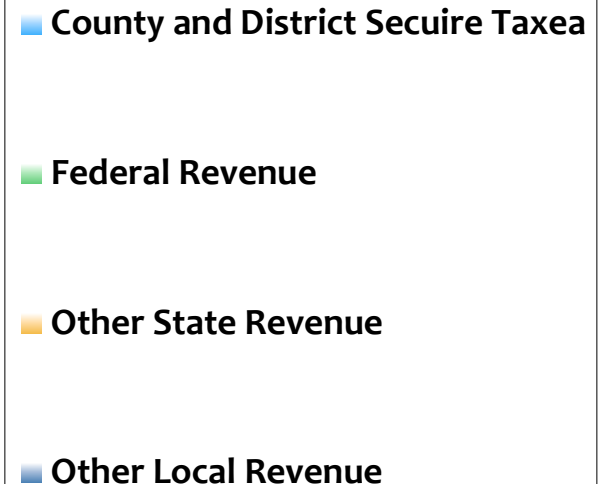 County and District Secuire Taxea
Federal Revenue
Other State Revenue
Other Local Revenue